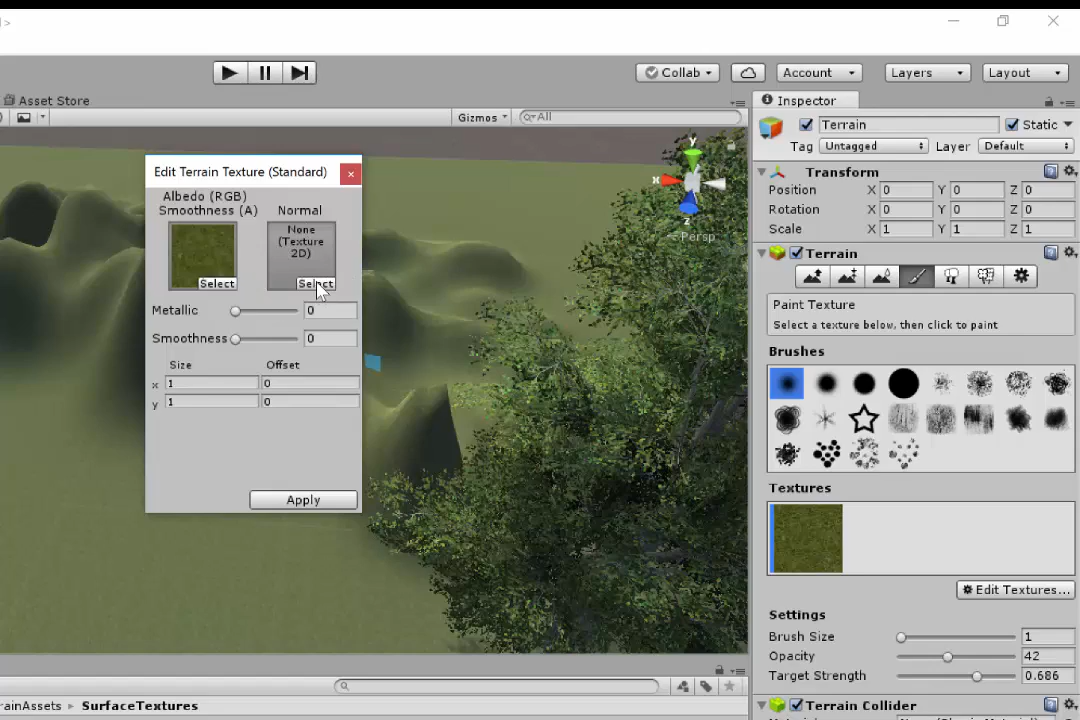 >
Collab
Account
Layers
Layout
Asset Store
Gizmos
All
Inspector
Terrain
Static
Tag
Untagged
Layer
Default
Transform
Position X 0 Y 0 Z 0
Rotation X 0 Y 0 Z 0
Scale X 1 Y 1 Z 1
Terrain
Paint Texture
Select a texture below, then click to paint
Brushes
Textures
Edit Textures...
Settings
Brush Size 1
Opacity 42
Target Strength 0.686
Terrain Collider
Edit Terrain Texture (Standard)
Albedo (RGB)
Smoothness (A)
Normal
None
(Texture
2D)
Select
Select
Metallic 0
Smoothness 0
Size Offset
x 1 0
y 1 0
Apply
y
x
z
Persp
rainAssets
SurfaceTextures